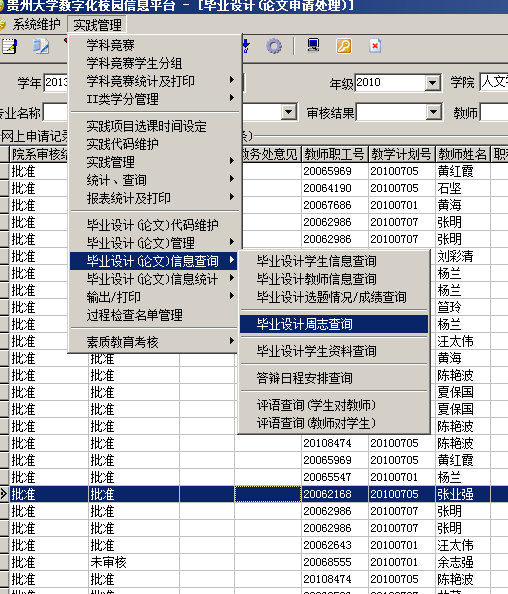 贵州大学数字化校园信息平台 - [毕业设计(论文申请处理)]
系统维护 实践管理
学年 2013 年级 2010 学院 人文
专业名称 审核结果 教师
网上申请记录 条)
院系审核结 教务处意见 教师职工号 教学计划号 教师姓名 职
学科竞赛
学科竞赛学生分组
学科竞赛统计及打印
II类学分管理
实践项目选课时间设定
实践代码维护
实践管理
统计、查询
报表统计及打印
毕业设计(论文)代码维护
毕业设计(论文)管理
毕业设计(论文)信息查询
毕业设计(论文)信息统计
输出/打印
过程检查名单管理
素质教育考核
毕业设计学生信息查询
毕业设计教师信息查询
毕业设计选题情况/成绩查询
毕业设计周志查询
毕业设计学生资料查询
答辩日程安排查询
评语查询(学生对教师)
评语查询(教师对学生)
批准 20065969 20100705 黄红霞
批准 20064190 20100705 石坚
批准 20067686 20100701 黄海
批准 20062986 20100707 张明
批准 20062986 20100707 张明
批准 刘彩清
批准 杨兰
批准 杨兰
批准 笪玲
批准 杨兰
批准 汪太伟
批准 批准 黄海
批准 批准 陈艳波
批准 批准 夏保国
批准 批准 夏保国
批准 批准 陈艳波
批准 批准 20108474 20100705 陈艳波
批准 批准 20065969 20100705 黄红霞
批准 批准 20065547 20100701 杨兰
批准 批准 20062168 20100705 张业强
批准 批准 20062986 20100707 张明
批准 批准 20062986 20100707 张明
批准 批准 20062643 20100701 汪太伟
批准 未审核 20068555 20100701 余志强
批准 批准 20108474 20100705 陈艳波